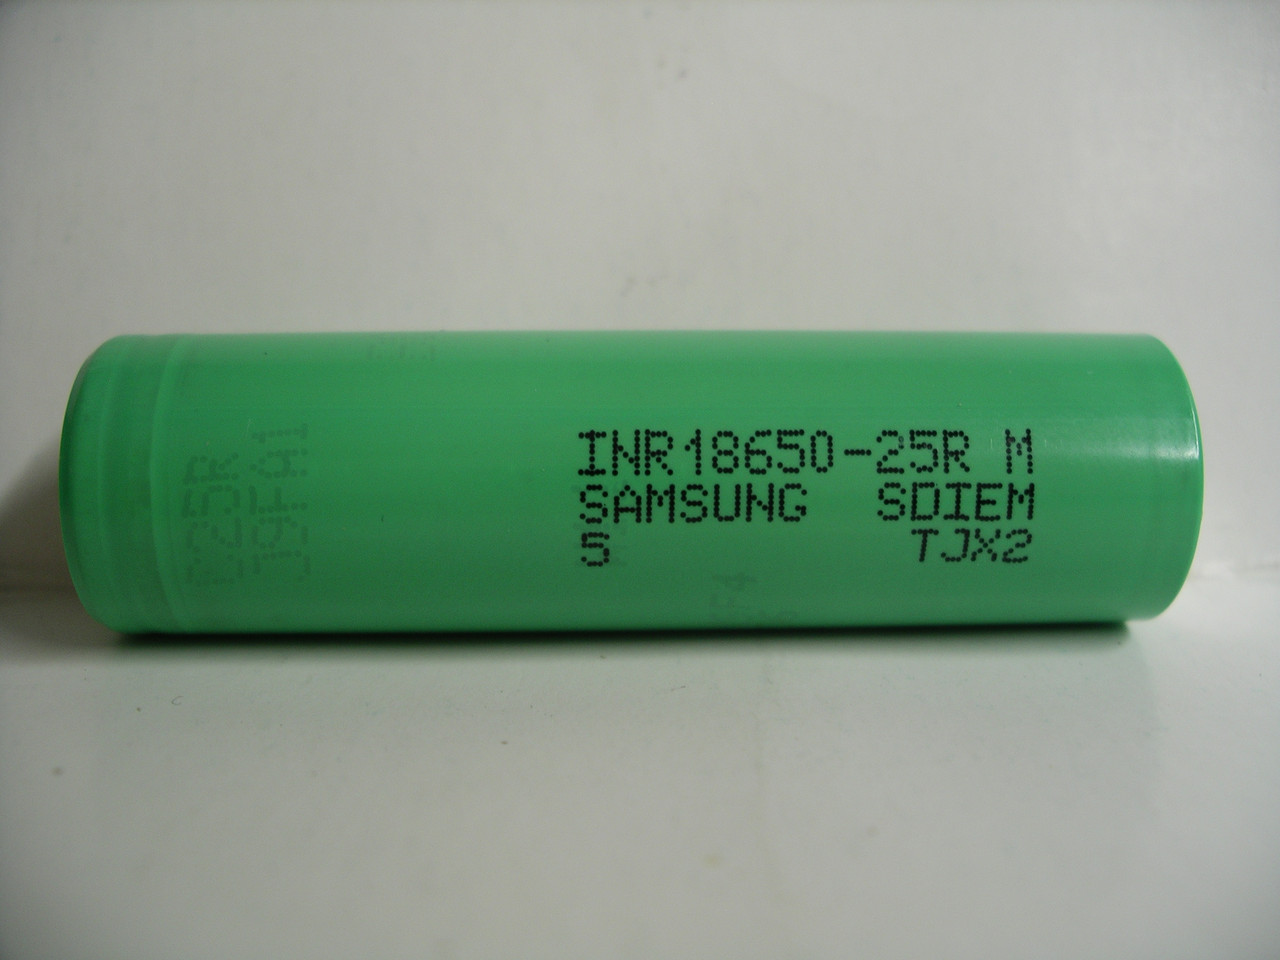 INR18650-25R M
SAMSUNG SDIEM
5 TJX2